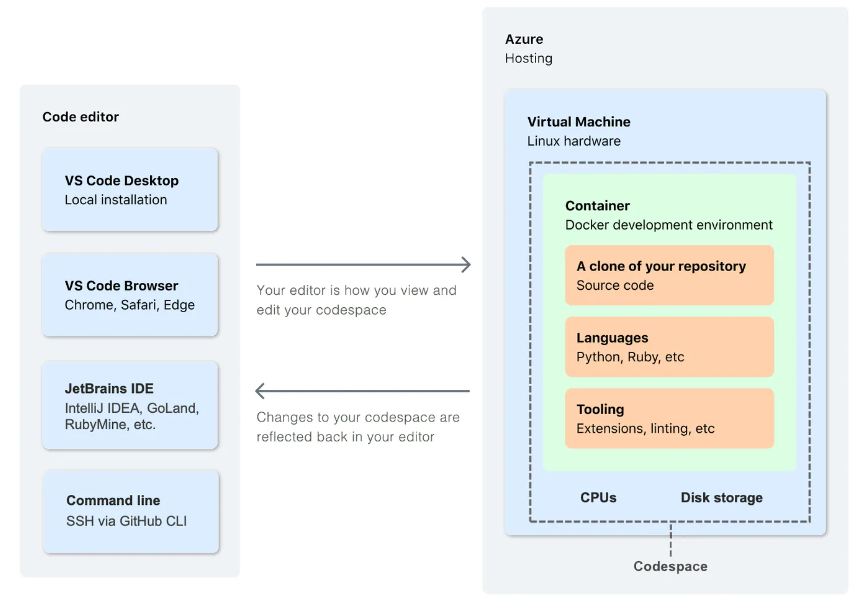 Code editor
VS Code Desktop
Local installation
VS Code Browser
Chrome, Safari, Edge
JetBrains IDE
IntelliJ IDEA, GoLand,
RubyMine, etc.
Command line
SSH via GitHub CLI
Your editor is how you view and
edit your codespace
Changes to your codespace are
reflected back in your editor
Azure
Hosting
Virtual Machine
Linux hardware
Container
Docker development environment
A clone of your repository
Source code
Languages
Python, Ruby, etc
Tooling
Extensions, linting, etc
CPUs
Disk storage
Codespace